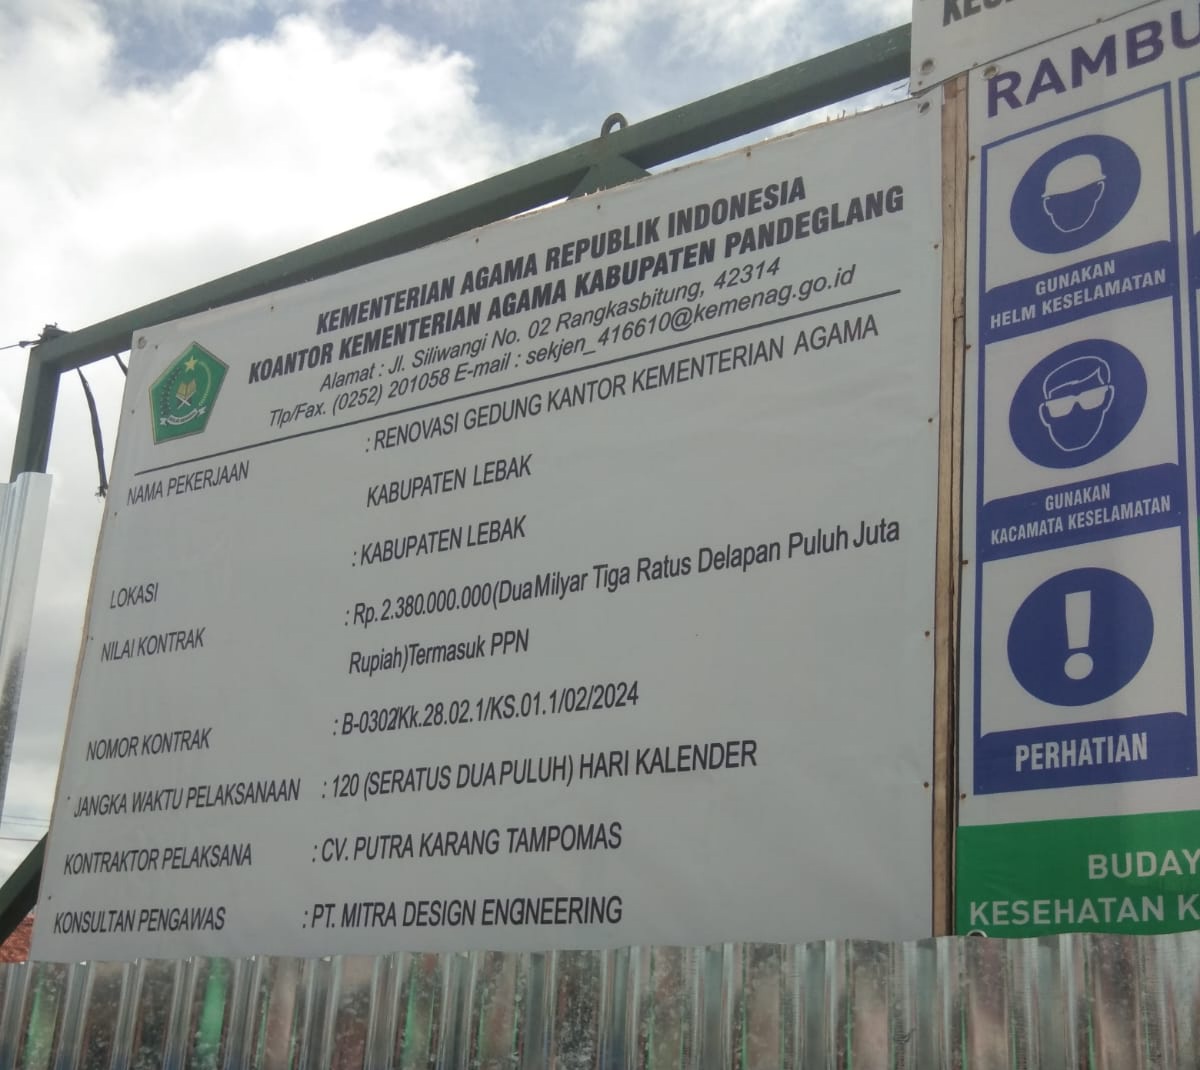 KEMENTERIAN AGAMA REPUBLIK INDONESIA
KOANTOR KEMENTERIAN AGAMA KABUPATEN PANDEGLANG
Alamat : Jl. Siliwangi No. 02 Rangkasbitung, 42314
Tlp/Fax. (0252) 201058 E-mail : sekjen_416610@kemenag.go.id
NAMA PEKERJAAN : RENOVASI GEDUNG KANTOR KEMENTERIAN AGAMA
KABUPATEN LEBAK
LOKASI : KABUPATEN LEBAK
NILAI KONTRAK : Rp. 2.380.000.000(Dua Milyar Tiga Ratus Delapan Puluh Juta
Rupiah)Termasuk PPN
NOMOR KONTRAK : B-0302/Kk.28.02.1/KS.01.1/02/2024
JANGKA WAKTU PELAKSANAAN : 120 (SERATUS DUA PULUH) HARI KALENDER
KONTRAKTOR PELAKSANA : CV. PUTRA KARANG TAMPOMAS
KONSULTAN PENGAWAS : PT. MITRA DESIGN ENGINEERING
RAMBU
GUNAKAN
HELM KESELAMATAN
GUNAKAN
KACAMATA KESELAMATAN
PERHATIAN
BUDAY
KESEHATAN K